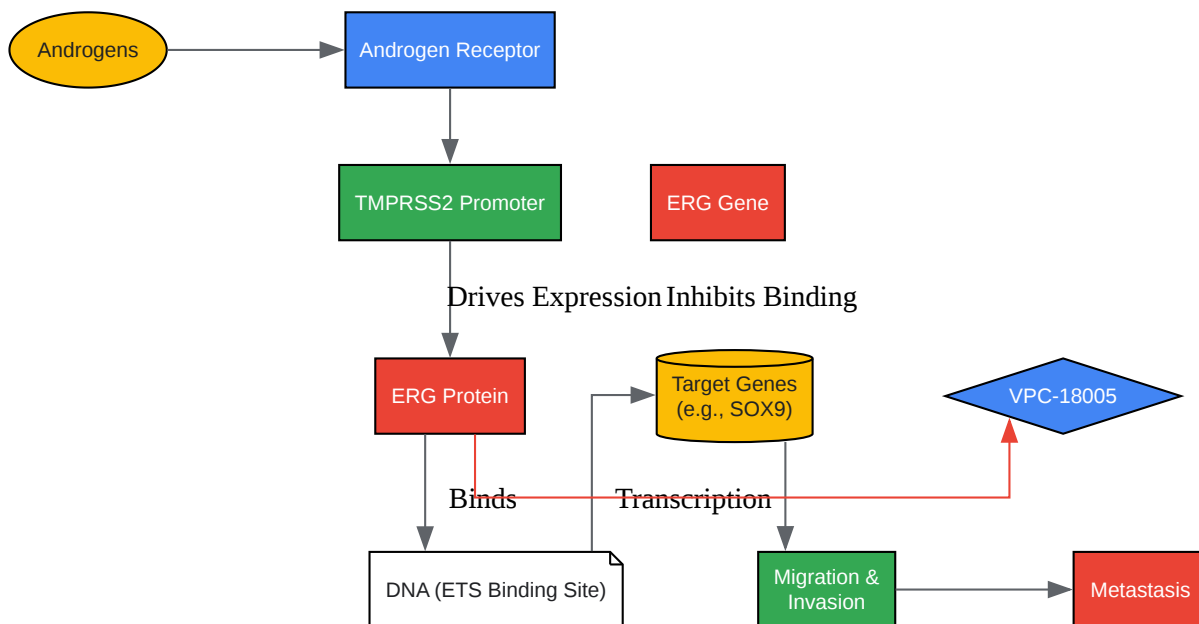 Androgens
Androgen Receptor
TMPRSS2 Promoter
ERG Gene
Drives Expression
Inhibits Binding
ERG Protein
Target Genes
(e.g., SOX9)
VPC-18005
Binds
Transcription
DNA (ETS Binding Site)
Migration &
Invasion
Metastasis